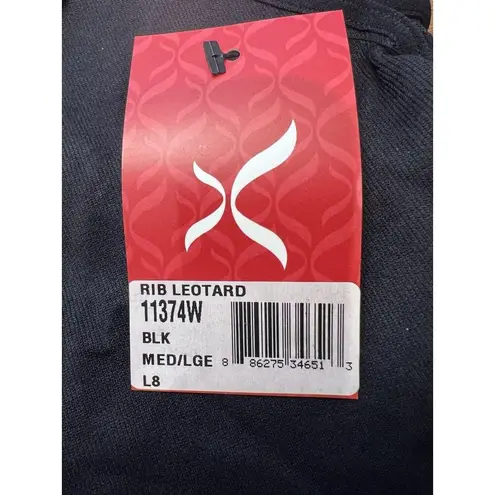 RIB LEOTARD
11374W
BLK
MED/LGE
L8
8 86275 34651 3